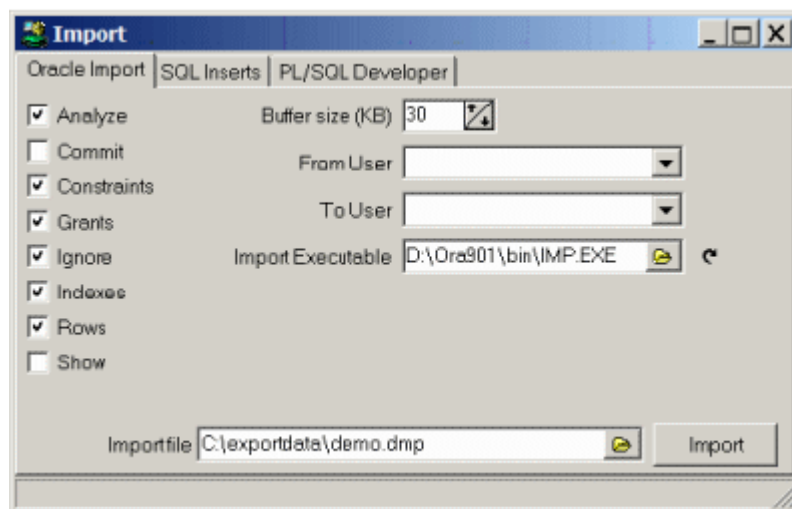 Import
Oracle Import SQL Inserts PL/SQL Developer
Analyze Buffer size (KB) 30
Commit
From User
Constraints
To User
Grants
Ignore Import Executable D:\Ora901\bin\IMP.EXE
Indexes
Rows
Show
Import file C:\exportdata\demo.dmp Import